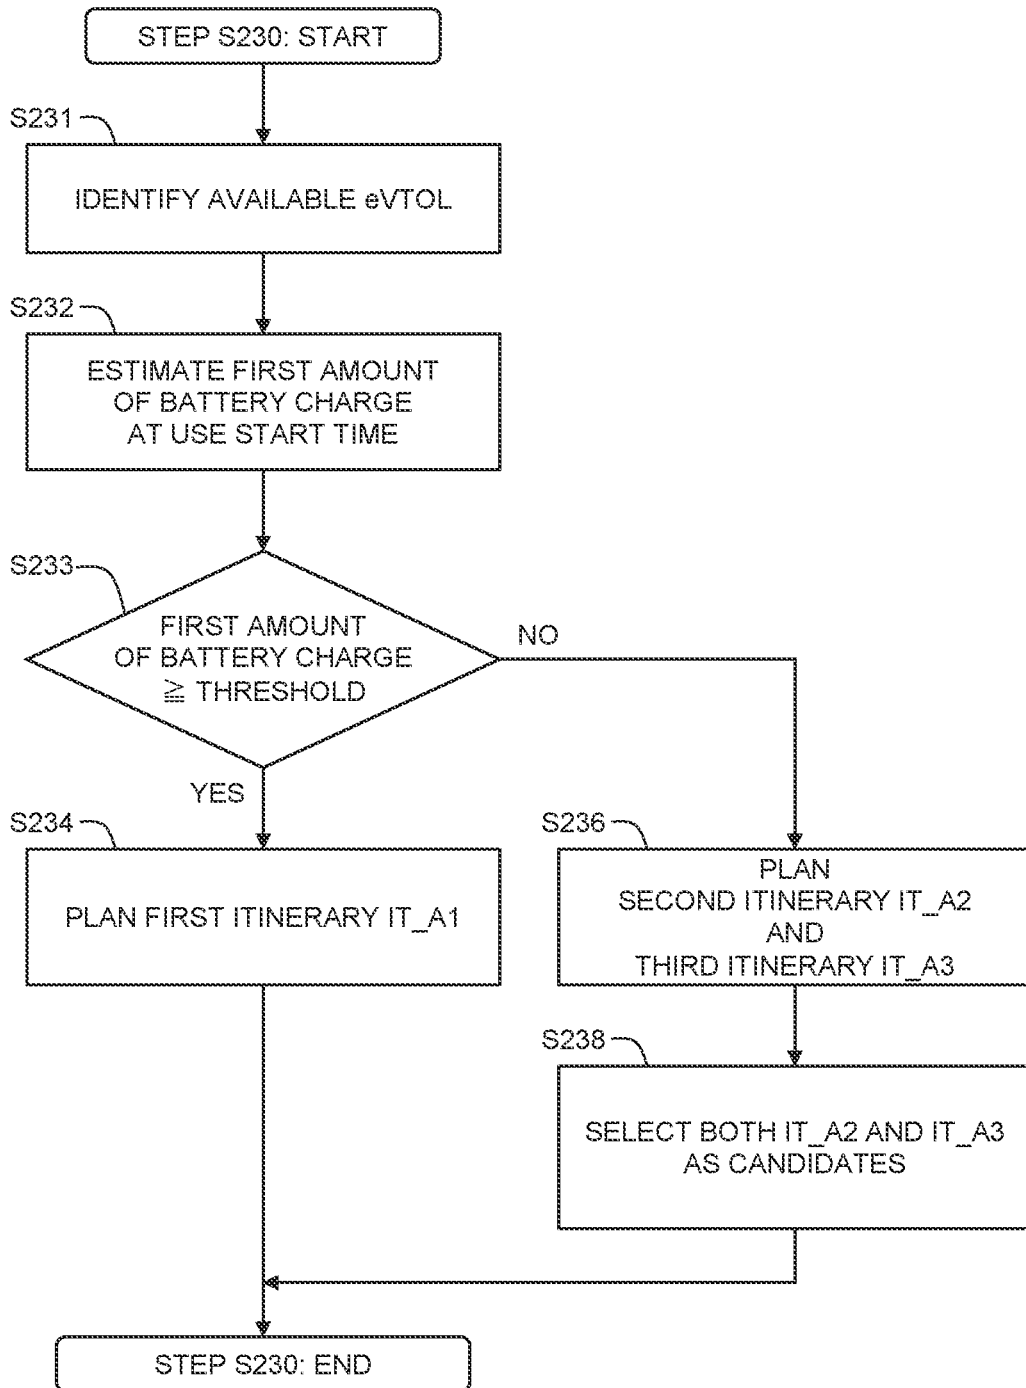 STEP S230: START
S231
IDENTIFY AVAILABLE eVTOL
S232
ESTIMATE FIRST AMOUNT
OF BATTERY CHARGE
AT USE START TIME
S233
FIRST AMOUNT
OF BATTERY CHARGE
≧ THRESHOLD
NO
YES
S234
PLAN FIRST ITINERARY IT_A1
S236
PLAN
SECOND ITINERARY IT_A2
AND
THIRD ITINERARY IT_A3
S238
SELECT BOTH IT_A2 AND IT_A3
AS CANDIDATES
STEP S230: END